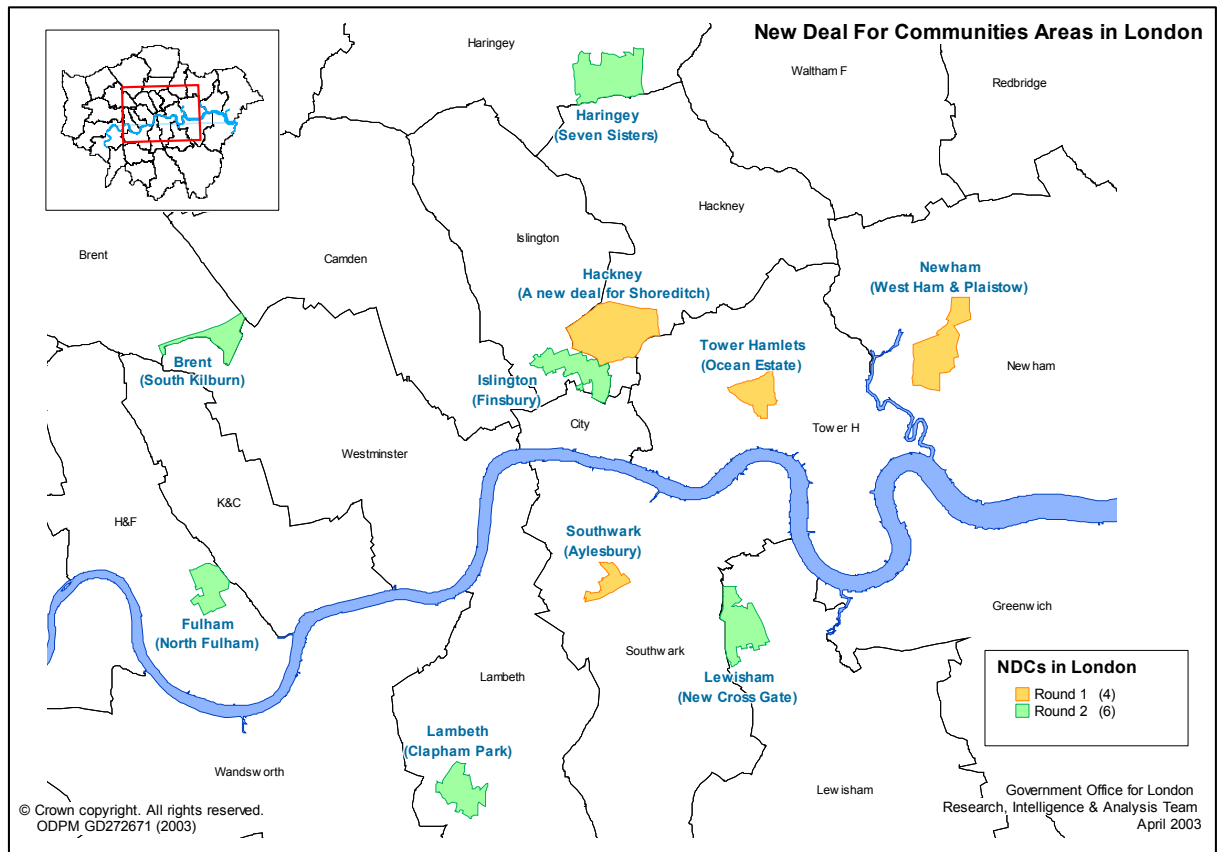 New Deal For Communities Areas in London
Haringey
Waltham F
Redbridge
Haringey
(Seven Sisters)
Hackney
Islington
Brent
Camden
Hackney
(A new deal for Shoreditch)
Newham
(West Ham & Plaistow)
Tower Hamlets
(Ocean Estate)
Brent
(South Kilburn)
Islington
(Finsbury)
Newham
City
Tower H
Westminster
K&C
H&F
Southwark
(Aylesbury)
Greenwich
Fulham
(North Fulham)
Southwark
Lambeth
Lewisham
(New Cross Gate)
NDCs in London
Round 1 (4)
Round 2 (6)
Lambeth
(Clapham Park)
Wandsworth
Lewisham
© Crown copyright. All rights reserved.
ODPM GD272671 (2003)
Government Office for London
Research, Intelligence & Analysis Team
April 2003